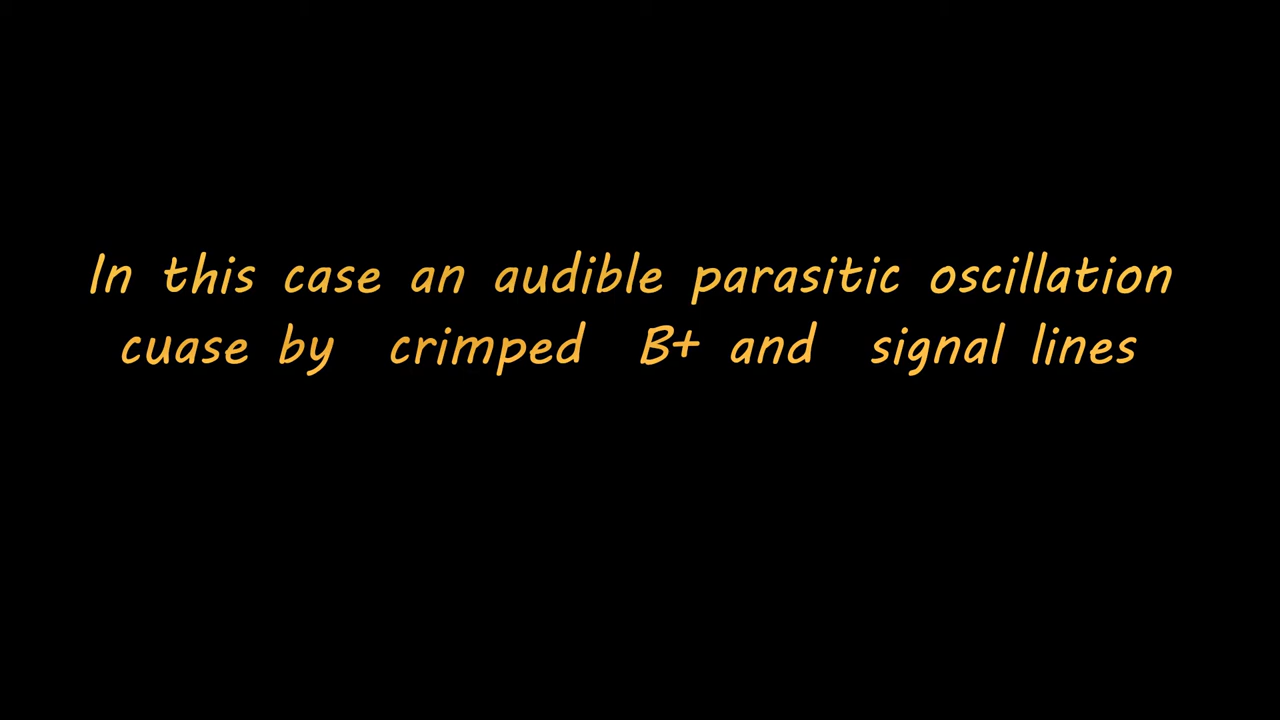 In this case an audible parasitic oscillation
cuase by crimped B+ and signal lines